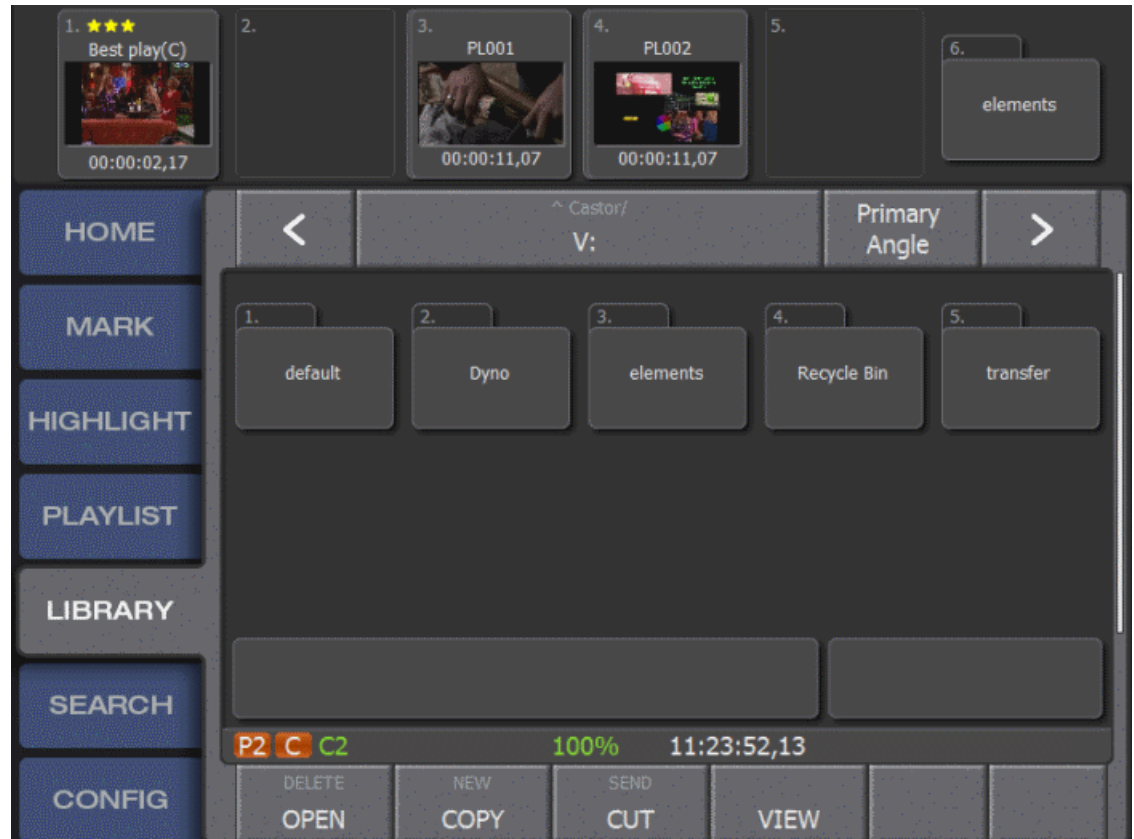 1. ★★★
Best play(C)
00:00:02,17
2.
3.
PL001
00:00:11,07
4.
PL002
00:00:11,07
5.
6.
elements
HOME
MARK
HIGHLIGHT
PLAYLIST
LIBRARY
SEARCH
CONFIG
<
^ Castor/
V:
Primary
Angle
>
1.
default
2.
Dyno
3.
elements
4.
Recycle Bin
5.
transfer
P2 C C2 100% 11:23:52,13
DELETE
OPEN
NEW
COPY
SEND
CUT
VIEW